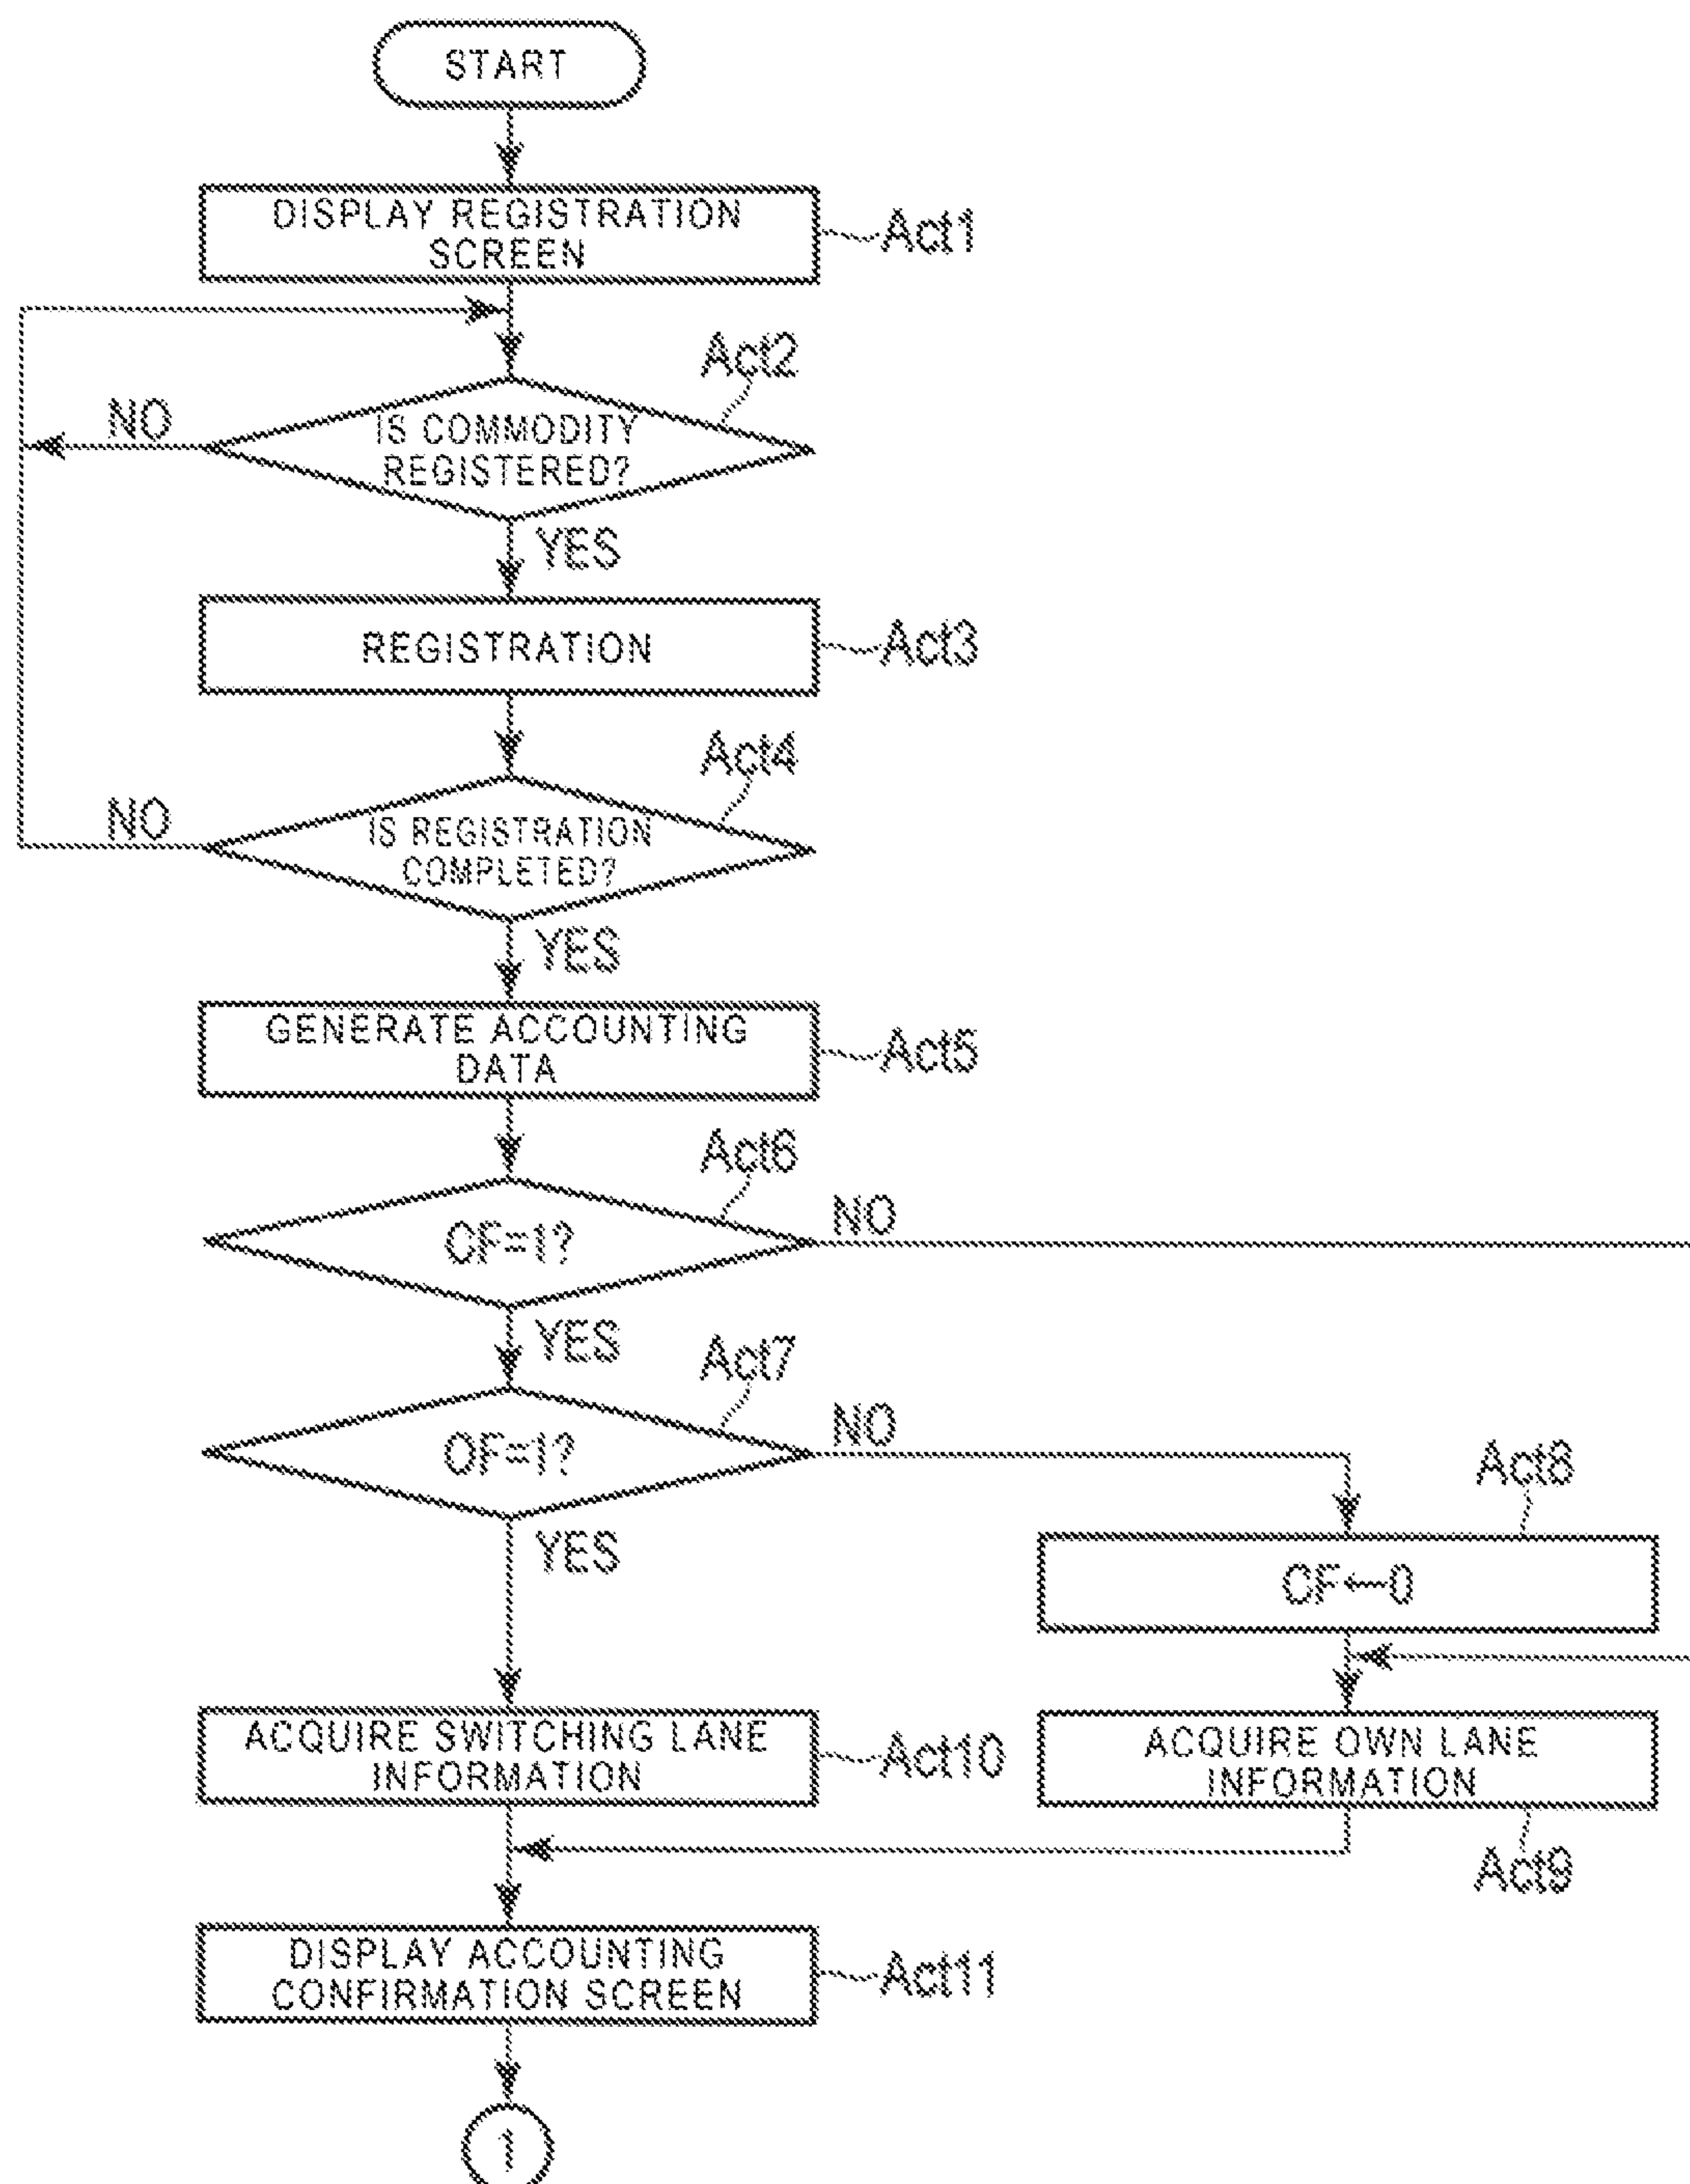 START
DISPLAY REGISTRATION
SCREEN
Act1
Act2
NO
IS COMMODITY
REGISTERED?
YES
REGISTRATION
Act3
Act4
NO
IS REGISTRATION
COMPLETED?
YES
GENERATE ACCOUNTING
DATA
Act5
Act6
NO
CF=1?
YES
Act7
NO
OF=1?
Act8
YES
CF←0
ACQUIRE SWITCHING LANE
INFORMATION
Act10
ACQUIRE OWN LANE
INFORMATION
Act9
DISPLAY ACCOUNTING
CONFIRMATION SCREEN
Act11
1